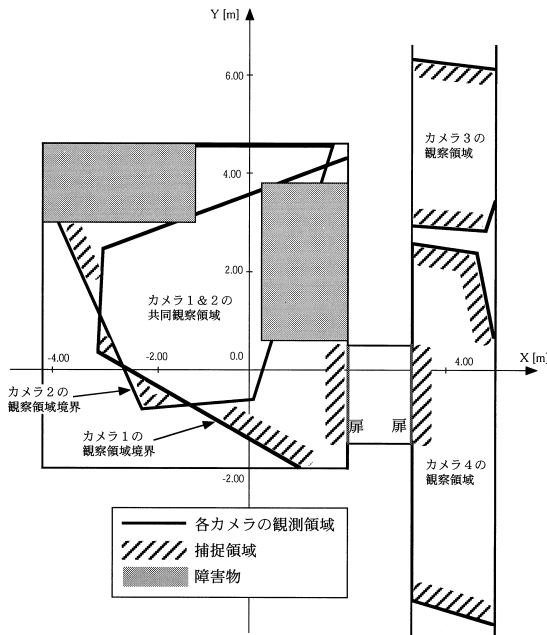 Y [m]
6.00
カメラ3の
観察領域
4.00
2.00
カメラ1&2の
共同観察領域
-4.00
-2.00
0.0
4.00
X [m]
カメラ2の
観察領域境界
カメラ1の
観察領域境界
扉
扉
カメラ4の
観察領域
-2.00
各カメラの観測領域
捕捉領域
障害物